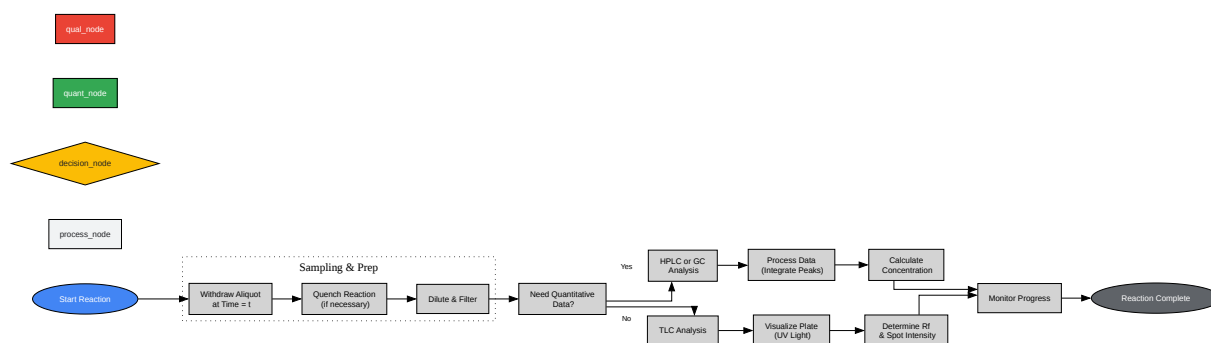 qual_node
quant_node
decision_node
process_node
Start Reaction
Sampling & Prep
Withdraw Aliquot
at Time = t
Quench Reaction
(if necessary)
Dilute & Filter
Need Quantitative
Data?
Yes
HPLC or GC
Analysis
Process Data
(Integrate Peaks)
Calculate
Concentration
No
TLC Analysis
Visualize Plate
(UV Light)
Determine Rf
& Spot Intensity
Monitor Progress
Reaction Complete